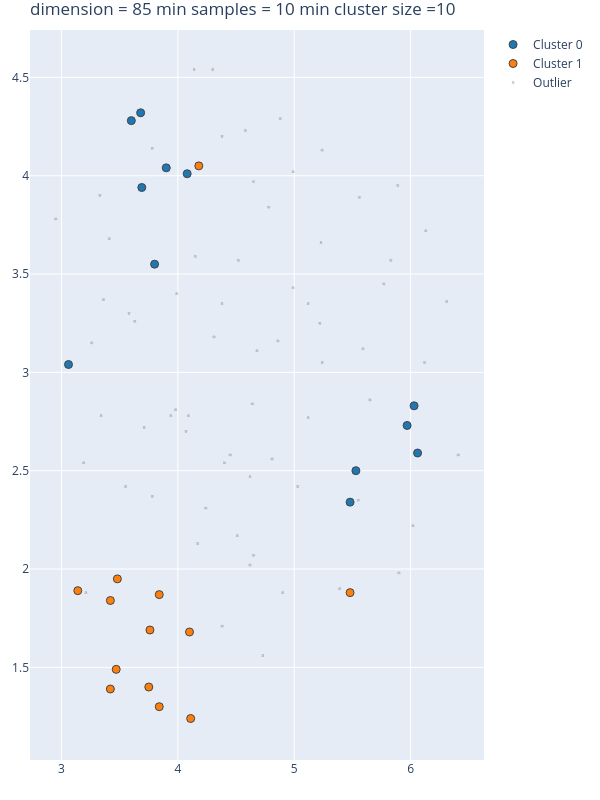 dimension = 85 min samples = 10 min cluster size =10
Cluster 0
Cluster 1
Outlier
4.5
4
3.5
3
2.5
2
1.5
3 4 5 6